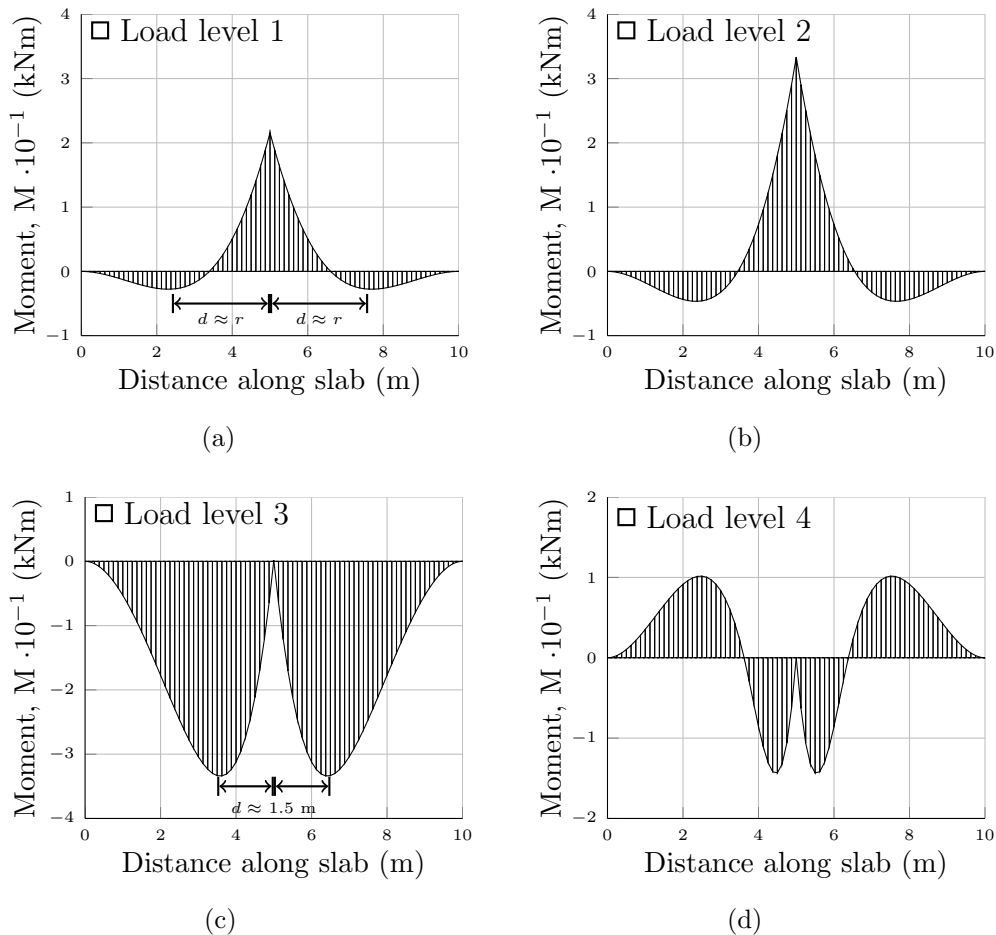 Load level 1
Moment, M ·10⁻¹ (kNm)
4
3
2
1
0
−1
d ≈ r
d ≈ r
0 2 4 6 8 10
Distance along slab (m)
(a)
Load level 2
Moment, M ·10⁻¹ (kNm)
4
3
2
1
0
−1
0 2 4 6 8 10
Distance along slab (m)
(b)
Load level 3
Moment, M ·10⁻¹ (kNm)
1
0
−1
−2
−3
−4
d ≈ 1.5 m
0 2 4 6 8 10
Distance along slab (m)
(c)
Load level 4
Moment, M ·10⁻¹ (kNm)
2
1
0
−1
−2
0 2 4 6 8 10
Distance along slab (m)
(d)